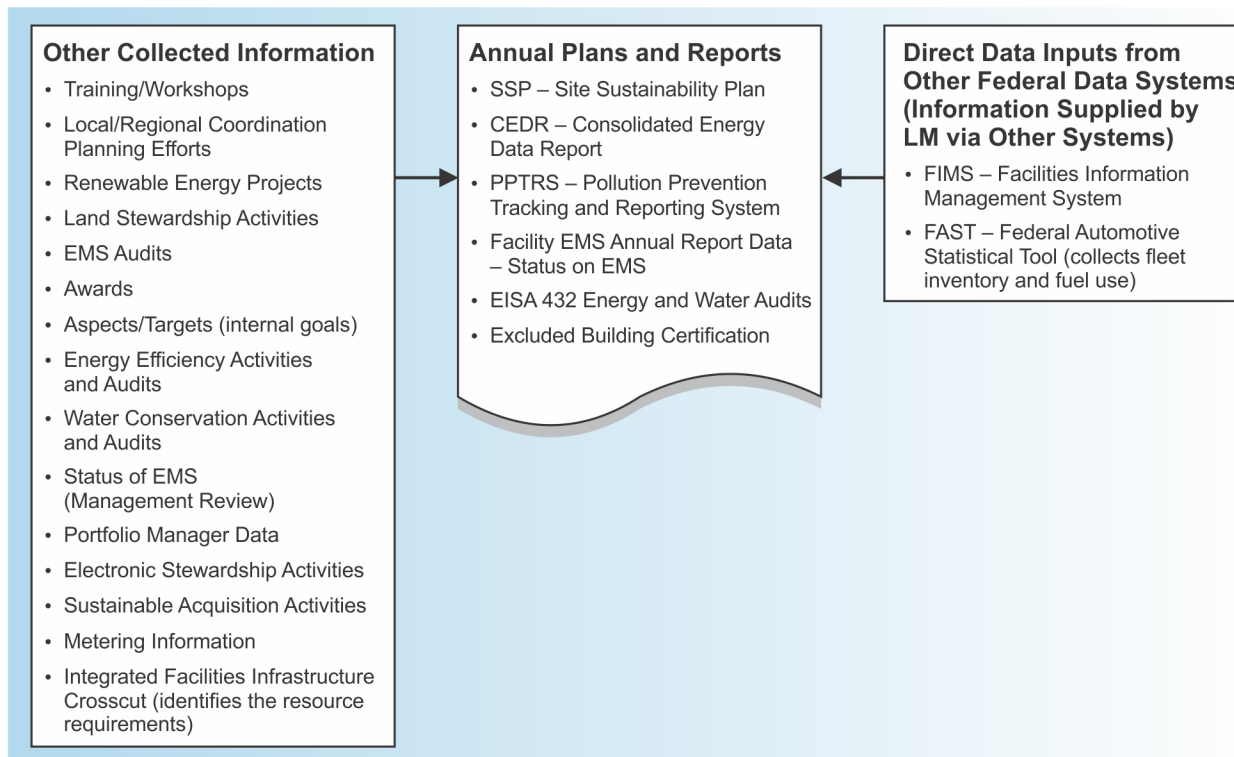 Other Collected Information
• Training/Workshops
• Local/Regional Coordination
Planning Efforts
• Renewable Energy Projects
• Land Stewardship Activities
• EMS Audits
• Awards
• Aspects/Targets (internal goals)
• Energy Efficiency Activities
and Audits
• Water Conservation Activities
and Audits
• Status of EMS
(Management Review)
• Portfolio Manager Data
• Electronic Stewardship Activities
• Sustainable Acquisition Activities
• Metering Information
• Integrated Facilities Infrastructure
Crosscut (identifies the resource
requirements)
Annual Plans and Reports
• SSP – Site Sustainability Plan
• CEDR – Consolidated Energy
Data Report
• PPTRS – Pollution Prevention
Tracking and Reporting System
• Facility EMS Annual Report Data
– Status on EMS
• EISA 432 Energy and Water Audits
• Excluded Building Certification
Direct Data Inputs from
Other Federal Data Systems
(Information Supplied by
LM via Other Systems)
• FIMS – Facilities Information
Management System
• FAST – Federal Automotive
Statistical Tool (collects fleet
inventory and fuel use)